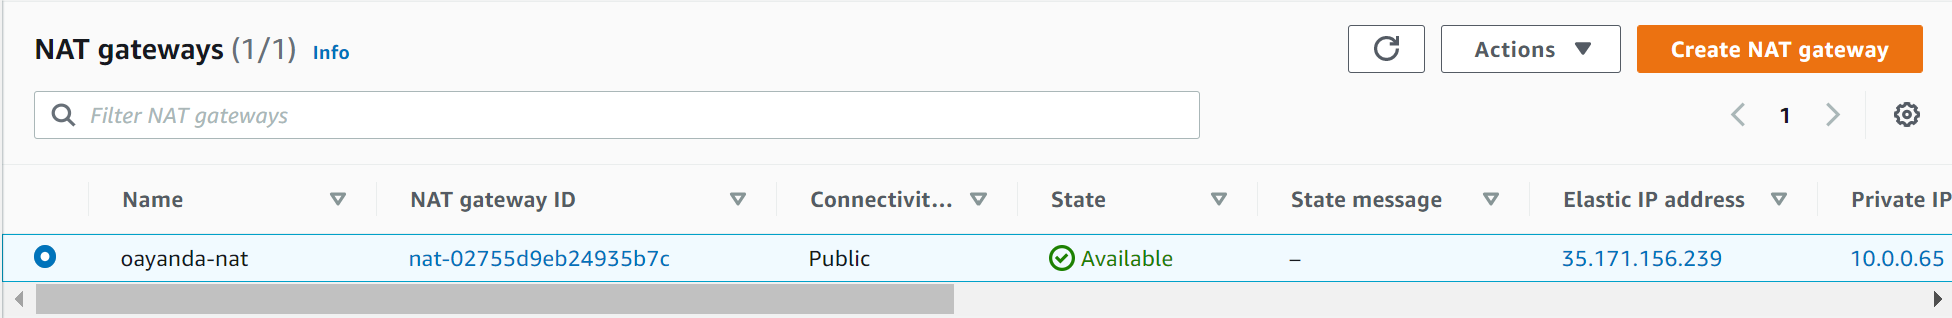 NAT gateways (1/1) Info
Actions
Create NAT gateway
Filter NAT gateways
1
Name NAT gateway ID Connectivit... State State message Elastic IP address Private IP
oayanda-nat nat-02755d9eb24935b7c Public Available – 35.171.156.239 10.0.0.65